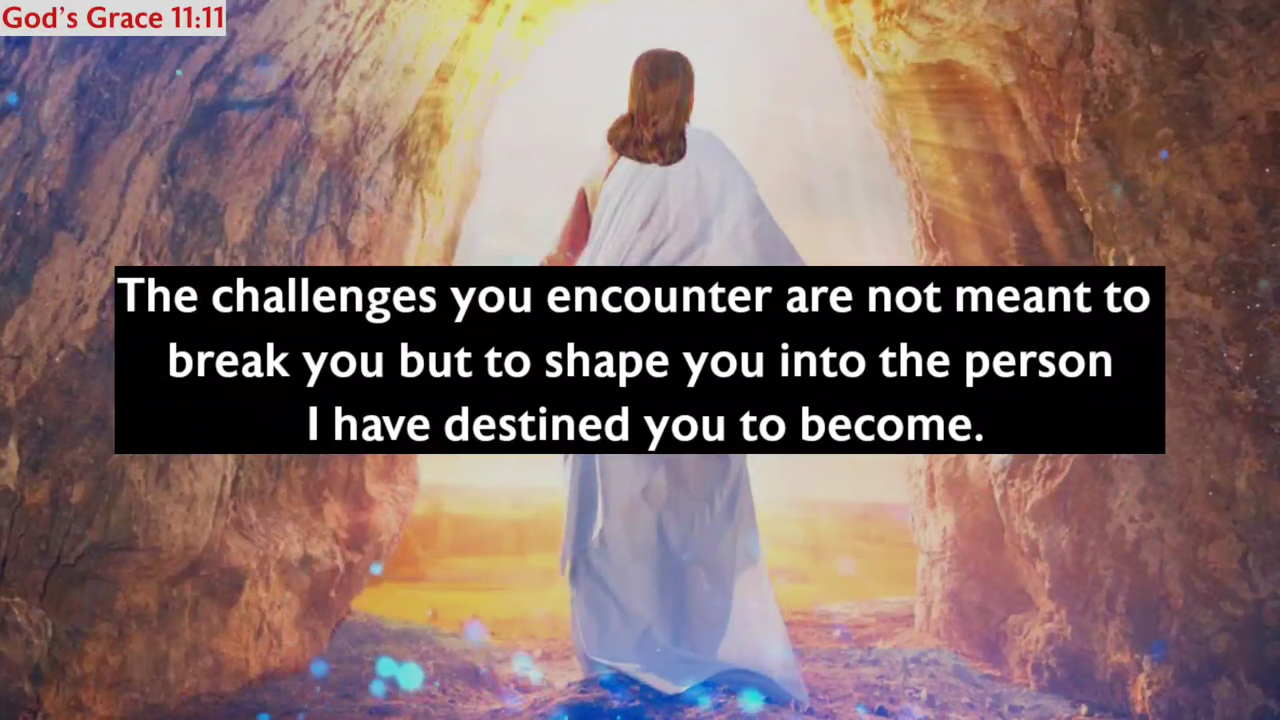 God's Grace 11:11
The challenges you encounter are not meant to
break you but to shape you into the person
I have destined you to become.